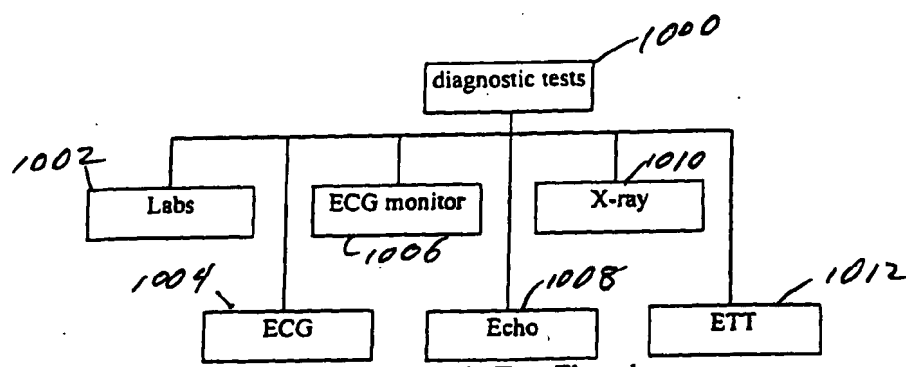 1000
diagnostic tests
1002
1010
Labs
ECG monitor
X-ray
1006
1004
1008
1012
ECG
Echo
ETT